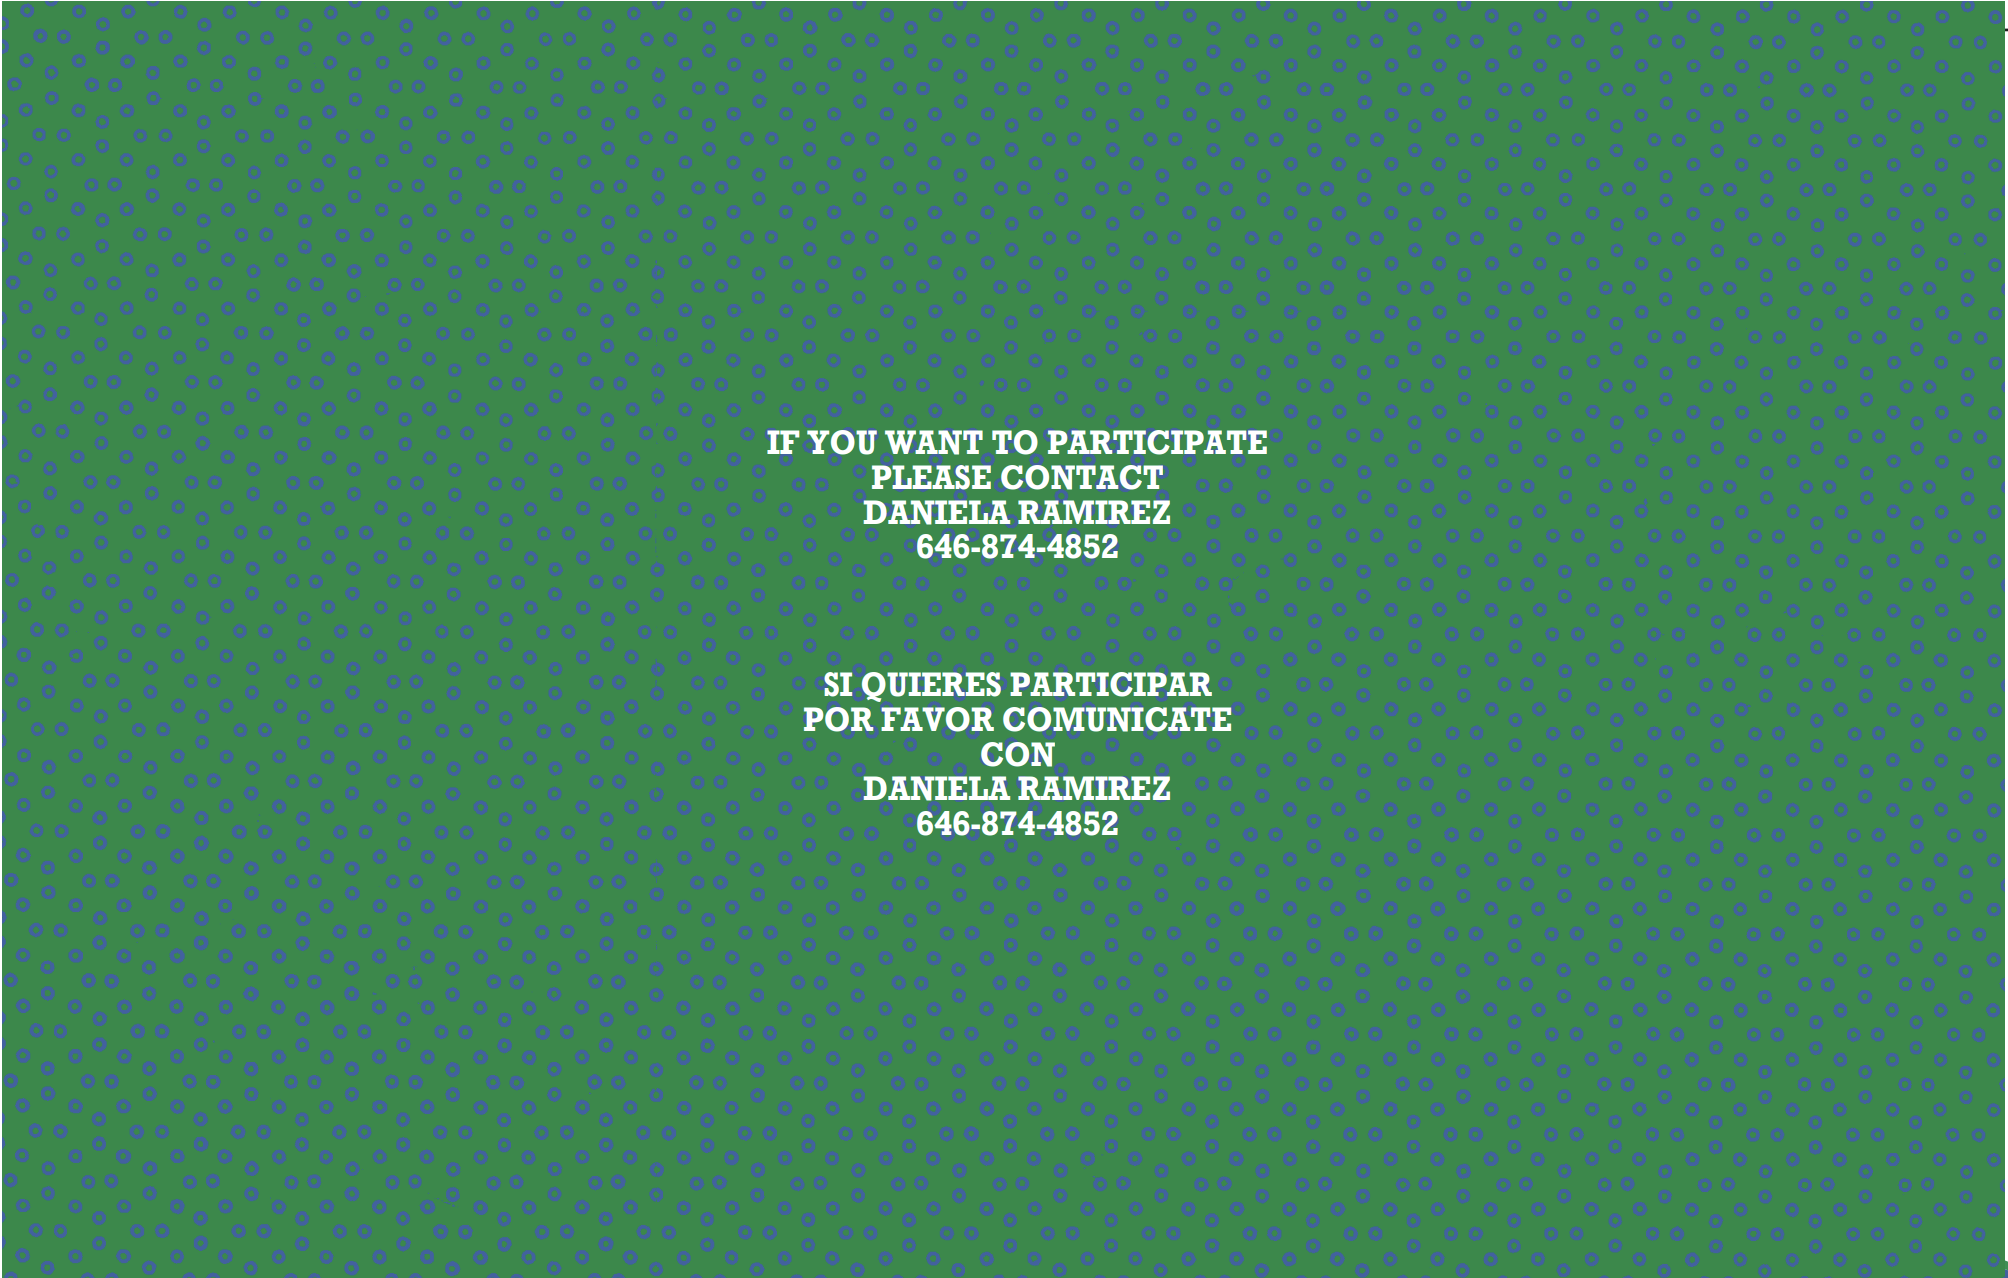 IF YOU WANT TO PARTICIPATE
PLEASE CONTACT
DANIELA RAMIREZ
646-874-4852
SI QUIERES PARTICIPAR
POR FAVOR COMUNICATE
CON
DANIELA RAMIREZ
646-874-4852